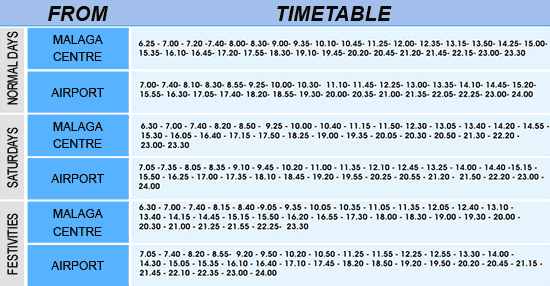 FROM TIMETABLE
NORMAL DAYS
MALAGA CENTRE
6.25 - 7.00 - 7.20 -7.40- 8.00- 8.30- 9.00- 9.35- 10.10- 10.45- 11.25- 12.00- 12.35- 13.15- 13.50- 14.25- 15.00-
15.35- 16.10- 16.45- 17.20- 17.55- 18.30- 19.10- 19.45- 20.20- 20.45- 21.20- 21.45- 22.15- 23.00- 23.30
AIRPORT
7.00- 7.40- 8.10- 8.30- 8.55- 9.25- 10.00- 10.30- 11.10- 11.45- 12.25- 13.00- 13.35- 14.10- 14.45- 15.20-
15.55- 16.30- 17.05- 17.40- 18.20- 18.55- 19.30- 20.00- 20.35- 21.00- 21.35- 22.05- 22.25- 23.00- 24.00
SATURDAYS
MALAGA CENTRE
6.30 - 7.00 - 7.40 - 8.20 - 8.50 - 9.25 - 10.00 - 10.40 - 11.15 - 11.50- 12.30 - 13.05 - 13.40 - 14.20 - 14.55 -
15.30 - 16.05 - 16.40 - 17.15 - 17.50 - 18.25 - 19.00 - 19.35 - 20.05 - 20.30 - 20.50 - 21.30 - 22.20 -
23.00- 23.30
AIRPORT
7.05 -7.35 - 8.05 - 8.35 - 9.10 - 9.45 - 10.20 - 11.00 - 11.35 - 12.10 - 12.45 - 13.25 - 14.00 - 14.40 -15.15 -
15.50 - 16.25 - 17.00 - 17.35 - 18.10 - 18.45 - 19.20 - 19.55 - 20.25 - 20.55 - 21.20 - 21.50 - 22.20 - 23.00 -
24.00
FESTIVITIES
MALAGA CENTRE
6.30 - 7.00 - 7.40 - 8.15 - 8.40 -9.05 - 9.35 - 10.05 - 10.35 - 11.05 - 11.35 - 12.05 - 12.40 - 13.10 -
13.40 - 14.15 - 14.45 - 15.15 - 15.50 - 16.20 - 16.55 - 17.30 - 18.00 - 18.30 - 19.00 - 19.30 - 20.00 -
20.30 - 21.00 - 21.25 - 21.55 - 22.25- 23.30
AIRPORT
7.05 - 7.40 - 8.20 - 8.55- 9.20 - 9.50 - 10.20 - 10.50 - 11.25 - 11.55 - 12.25 - 12.55 - 13.30 - 14.00 -
14.30 - 15.05 - 15.35 - 16.10 - 16.40 - 17.10 - 17.45 - 18.20 - 18.50 - 19.20 - 19.50 - 20.20 - 20.45 - 21.15 -
21.45 - 22.10 - 22.35 - 23.00 - 24.00